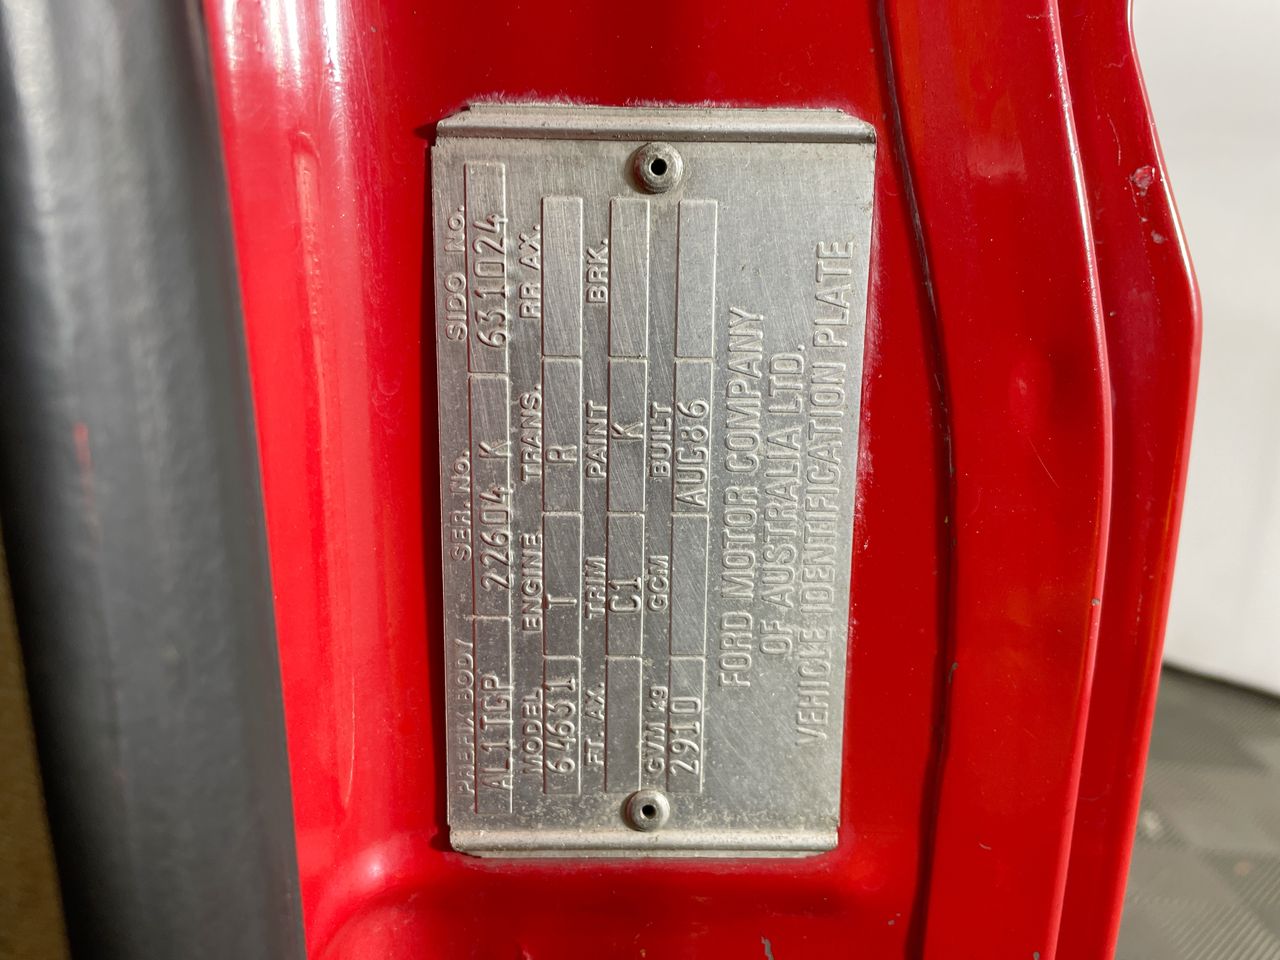 PREFIX BODY SER. NO. SIDO NO.
AL1TCP 22604 K 631024
MODEL ENGINE TRANS. RR AX.
64631 T R
FT. AX. TRIM PAINT BRK.
C1 K
GVM kg GCM BUILT
2910 AUG86
FORD MOTOR COMPANY
OF AUSTRALIA LTD.
VEHICLE IDENTIFICATION PLATE